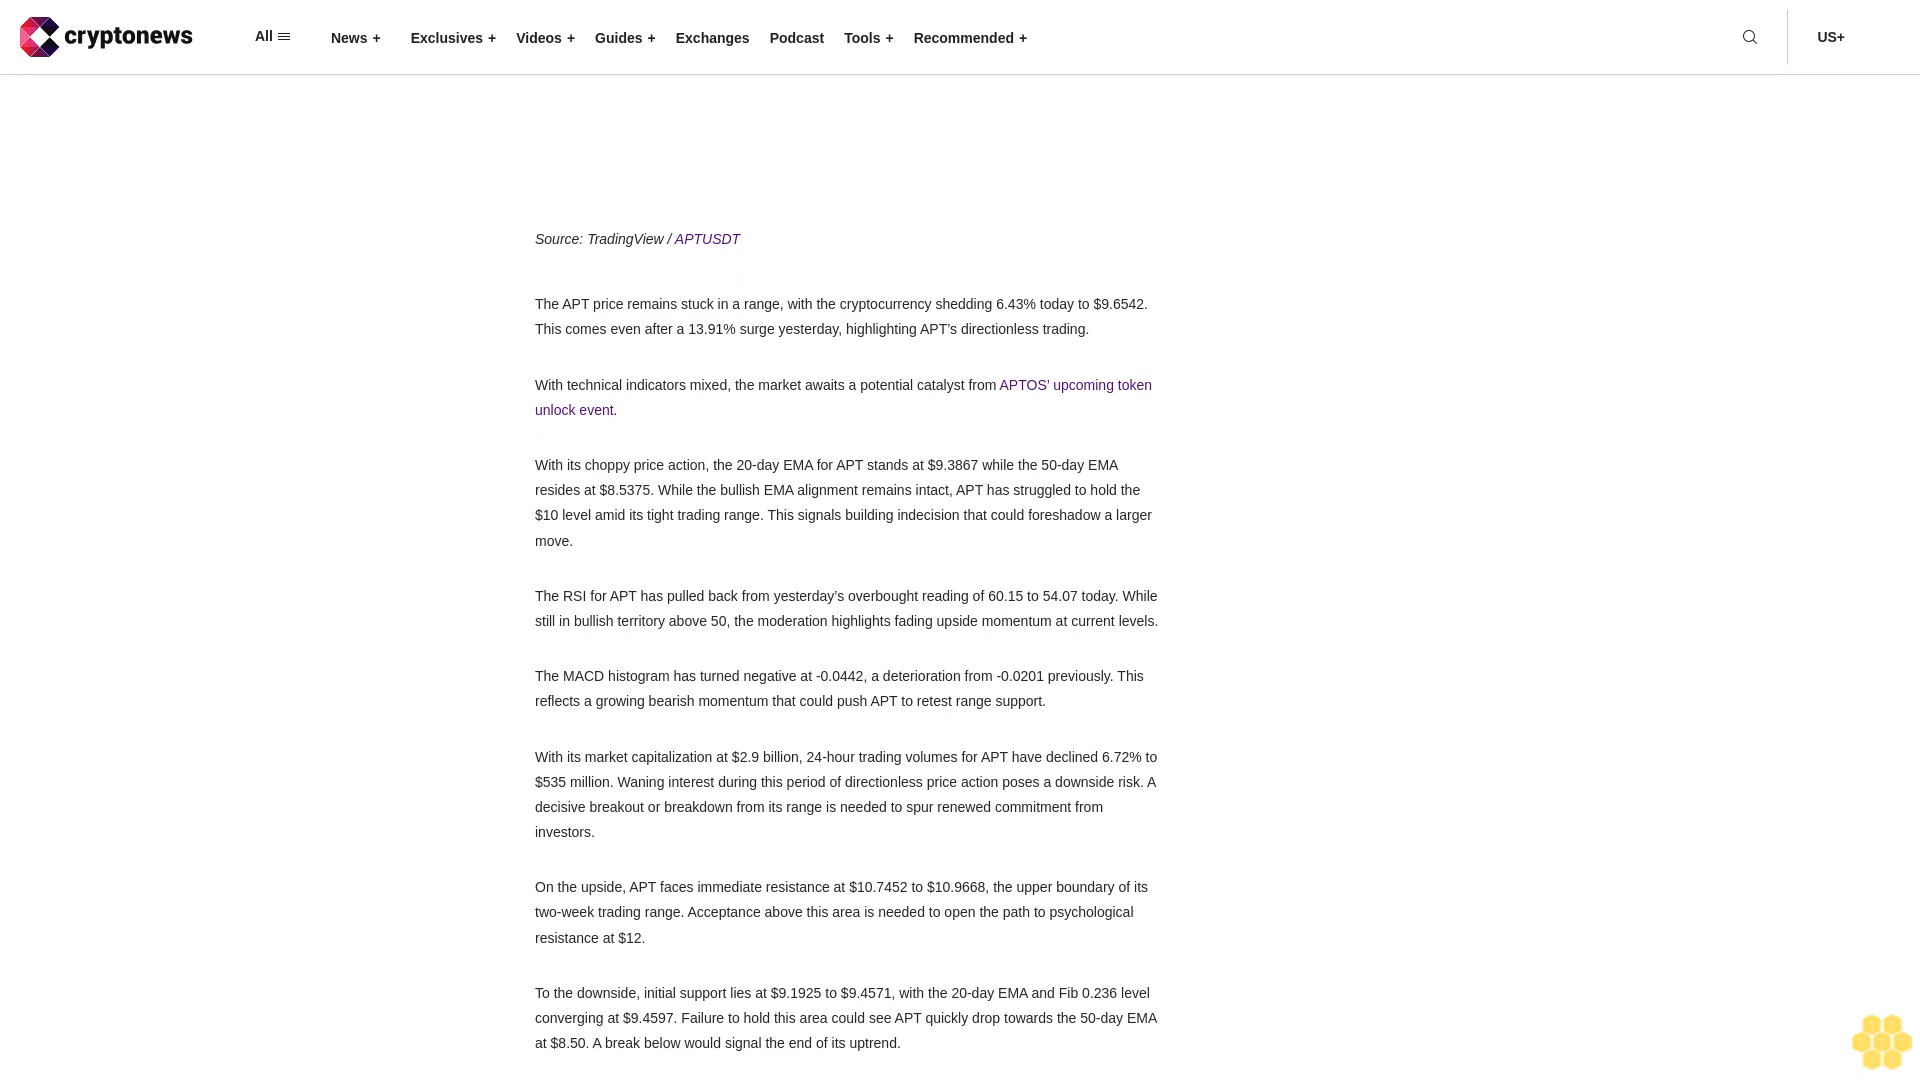 cryptonews
All
News +
Exclusives +
Videos +
Guides +
Exchanges
Podcast
Tools +
Recommended +
US+
Source: TradingView / APTUSDT
The APT price remains stuck in a range, with the cryptocurrency shedding 6.43% today to $9.6542.
This comes even after a 13.91% surge yesterday, highlighting APT’s directionless trading.
With technical indicators mixed, the market awaits a potential catalyst from APTOS’ upcoming token
unlock event.
With its choppy price action, the 20-day EMA for APT stands at $9.3867 while the 50-day EMA
resides at $8.5375. While the bullish EMA alignment remains intact, APT has struggled to hold the
$10 level amid its tight trading range. This signals building indecision that could foreshadow a larger
move.
The RSI for APT has pulled back from yesterday’s overbought reading of 60.15 to 54.07 today. While
still in bullish territory above 50, the moderation highlights fading upside momentum at current levels.
The MACD histogram has turned negative at -0.0442, a deterioration from -0.0201 previously. This
reflects a growing bearish momentum that could push APT to retest range support.
With its market capitalization at $2.9 billion, 24-hour trading volumes for APT have declined 6.72% to
$535 million. Waning interest during this period of directionless price action poses a downside risk. A
decisive breakout or breakdown from its range is needed to spur renewed commitment from
investors.
On the upside, APT faces immediate resistance at $10.7452 to $10.9668, the upper boundary of its
two-week trading range. Acceptance above this area is needed to open the path to psychological
resistance at $12.
To the downside, initial support lies at $9.1925 to $9.4571, with the 20-day EMA and Fib 0.236 level
converging at $9.4597. Failure to hold this area could see APT quickly drop towards the 50-day EMA
at $8.50. A break below would signal the end of its uptrend.